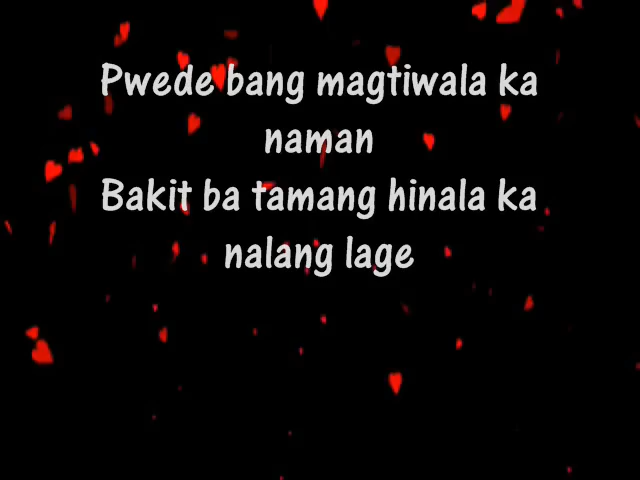 Pwede bang magtiwala ka
naman
Bakit ba tamang hinala ka
nalang lage